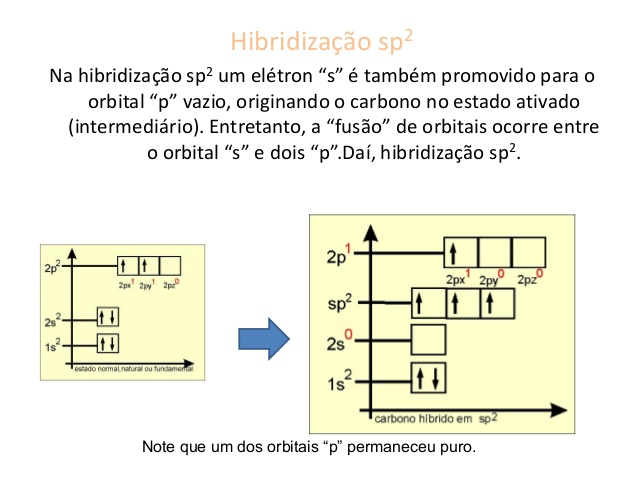 Hibridização sp²
Na hibridização sp² um elétron “s” é também promovido para o
orbital “p” vazio, originando o carbono no estado ativado
(intermediário). Entretanto, a “fusão” de orbitais ocorre entre
o orbital “s” e dois “p”.Daí, hibridização sp².
2p²
2px¹ 2py¹ 2pz⁰
2s²
1s²
estado normal,natural ou fundamental
2p¹
2px¹ 2py⁰ 2pz⁰
sp²
2s⁰
1s²
carbono híbrido em sp²
Note que um dos orbitais “p” permaneceu puro.